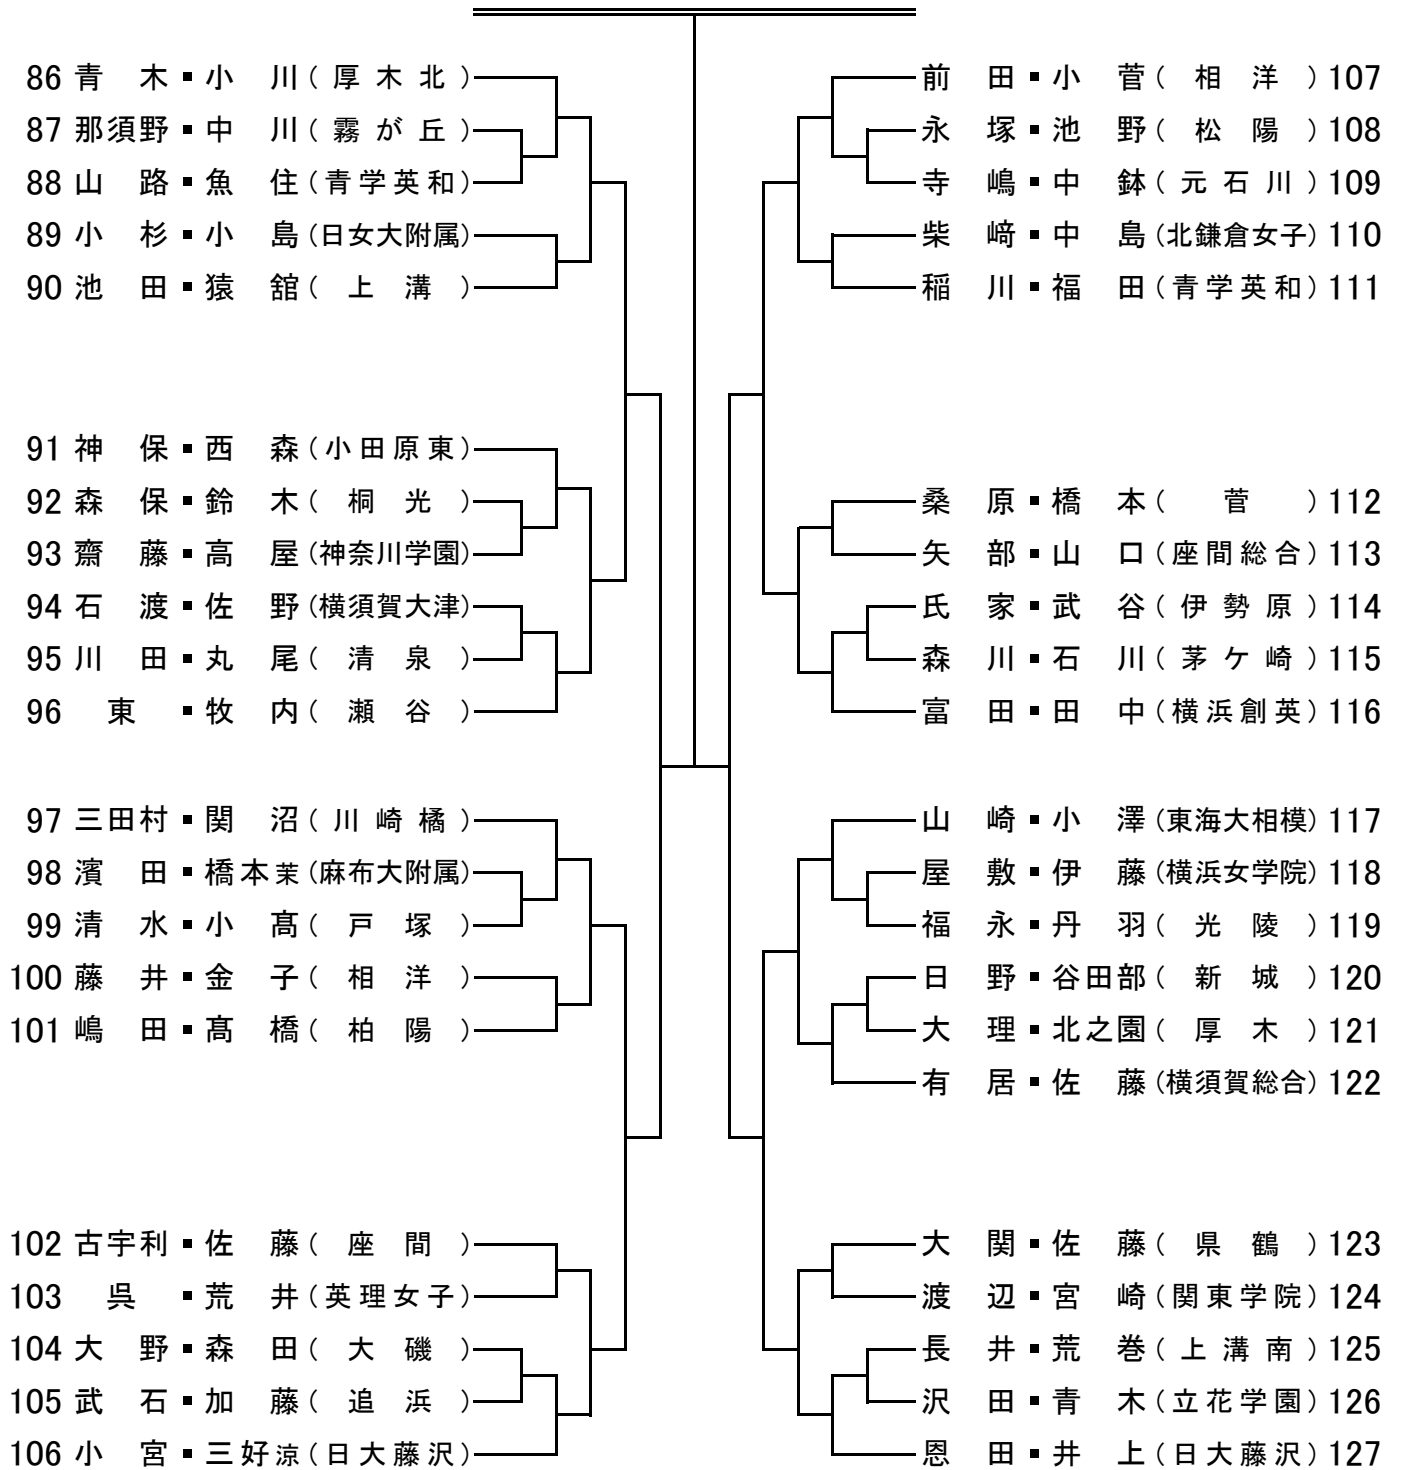 86 青木・小川(厚木北)
87 那須野・中川(霧が丘)
88 山路・魚住(青学英和)
89 小杉・小島(日女大附属)
90 池田・猿舘(上溝)
91 神保・西森(小田原東)
92 森保・鈴木(桐光)
93 齋藤・高屋(神奈川学園)
94 石渡・佐野(横須賀大津)
95 川田・丸尾(清泉)
96 東・牧内(瀬谷)
97 三田村・関沼(川崎橘)
98 濱田・橋本茉(麻布大附属)
99 清水・小髙(戸塚)
100 藤井・金子(相洋)
101 嶋田・髙橋(柏陽)
102 古宇利・佐藤(座間)
103 呉・荒井(英理女子)
104 大野・森田(大磯)
105 武石・加藤(追浜)
106 小宮・三好涼(日大藤沢)
前田・小菅(相洋)107
永塚・池野(松陽)108
寺嶋・中鉢(元石川)109
柴﨑・中島(北鎌倉女子)110
稲川・福田(青学英和)111
桑原・橋本(菅)112
矢部・山口(座間総合)113
氏家・武谷(伊勢原)114
森川・石川(茅ケ崎)115
富田・田中(横浜創英)116
山崎・小澤(東海大相模)117
屋敷・伊藤(横浜女学院)118
福永・丹羽(光陵)119
日野・谷田部(新城)120
大理・北之園(厚木)121
有居・佐藤(横須賀総合)122
大関・佐藤(県鶴)123
渡辺・宮崎(関東学院)124
長井・荒巻(上溝南)125
沢田・青木(立花学園)126
恩田・井上(日大藤沢)127